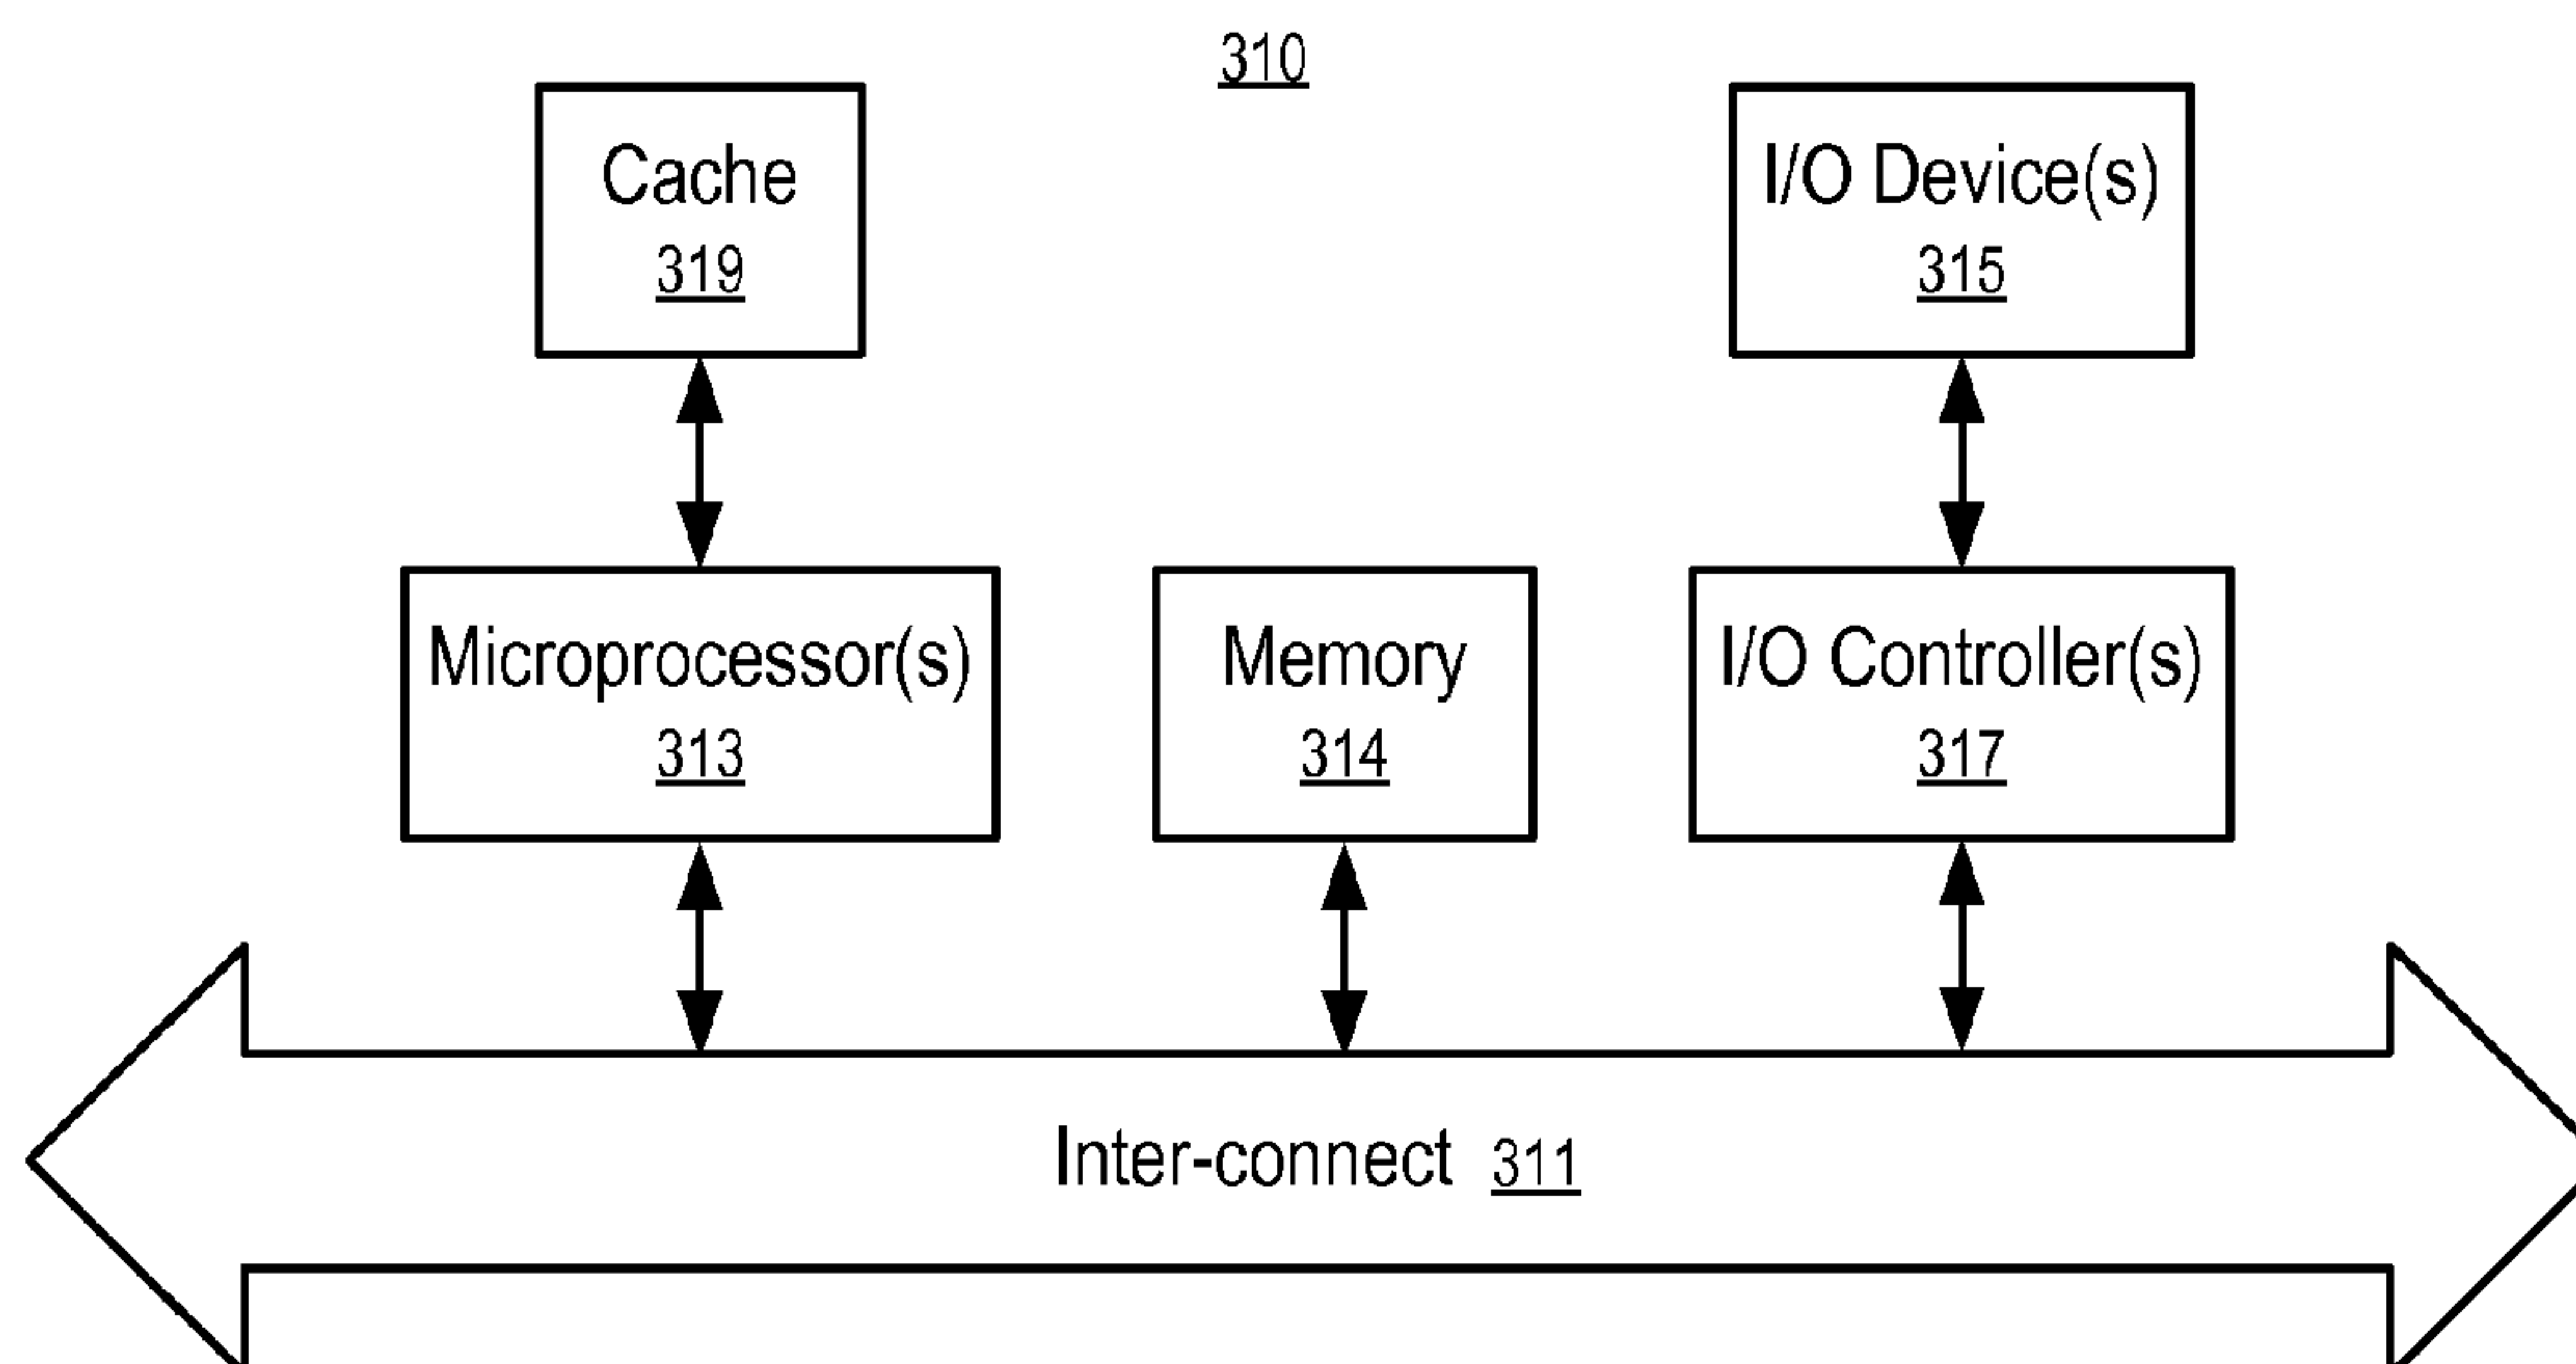 310
Cache
319
I/O Device(s)
315
Microprocessor(s)
313
Memory
314
I/O Controller(s)
317
Inter-connect 311